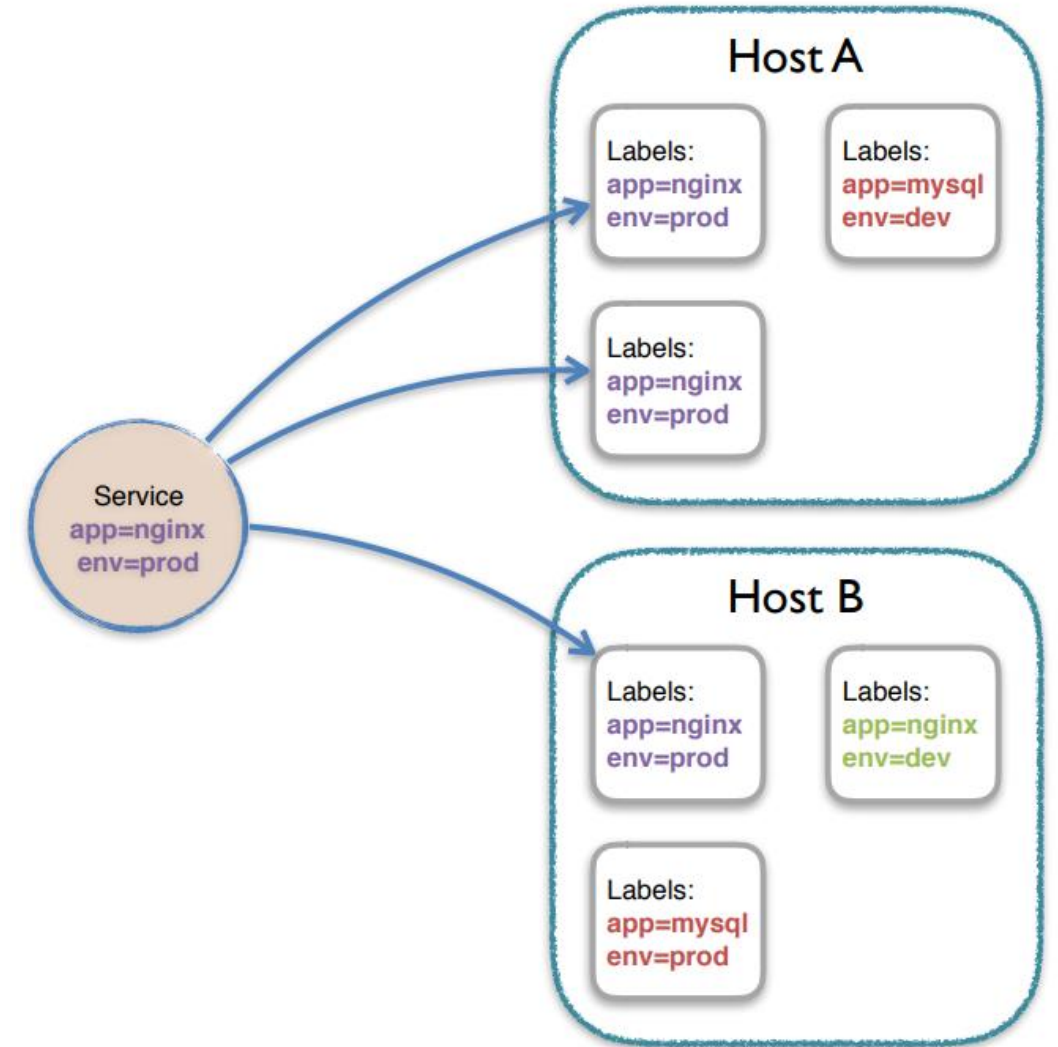 Host A
Labels:
app=nginx
env=prod
Labels:
app=mysql
env=dev
Labels:
app=nginx
env=prod
Service
app=nginx
env=prod
Host B
Labels:
app=nginx
env=prod
Labels:
app=nginx
env=dev
Labels:
app=mysql
env=prod